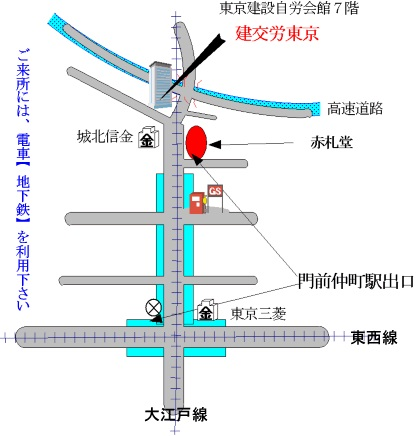 東京建設自労会館７階
建交労東京
ご来所には、電車【地下鉄】を利用下さい
高速道路
城北信金
金
赤札堂
GS
門前仲町駅出口
金
東京三菱
東西線
大江戸線